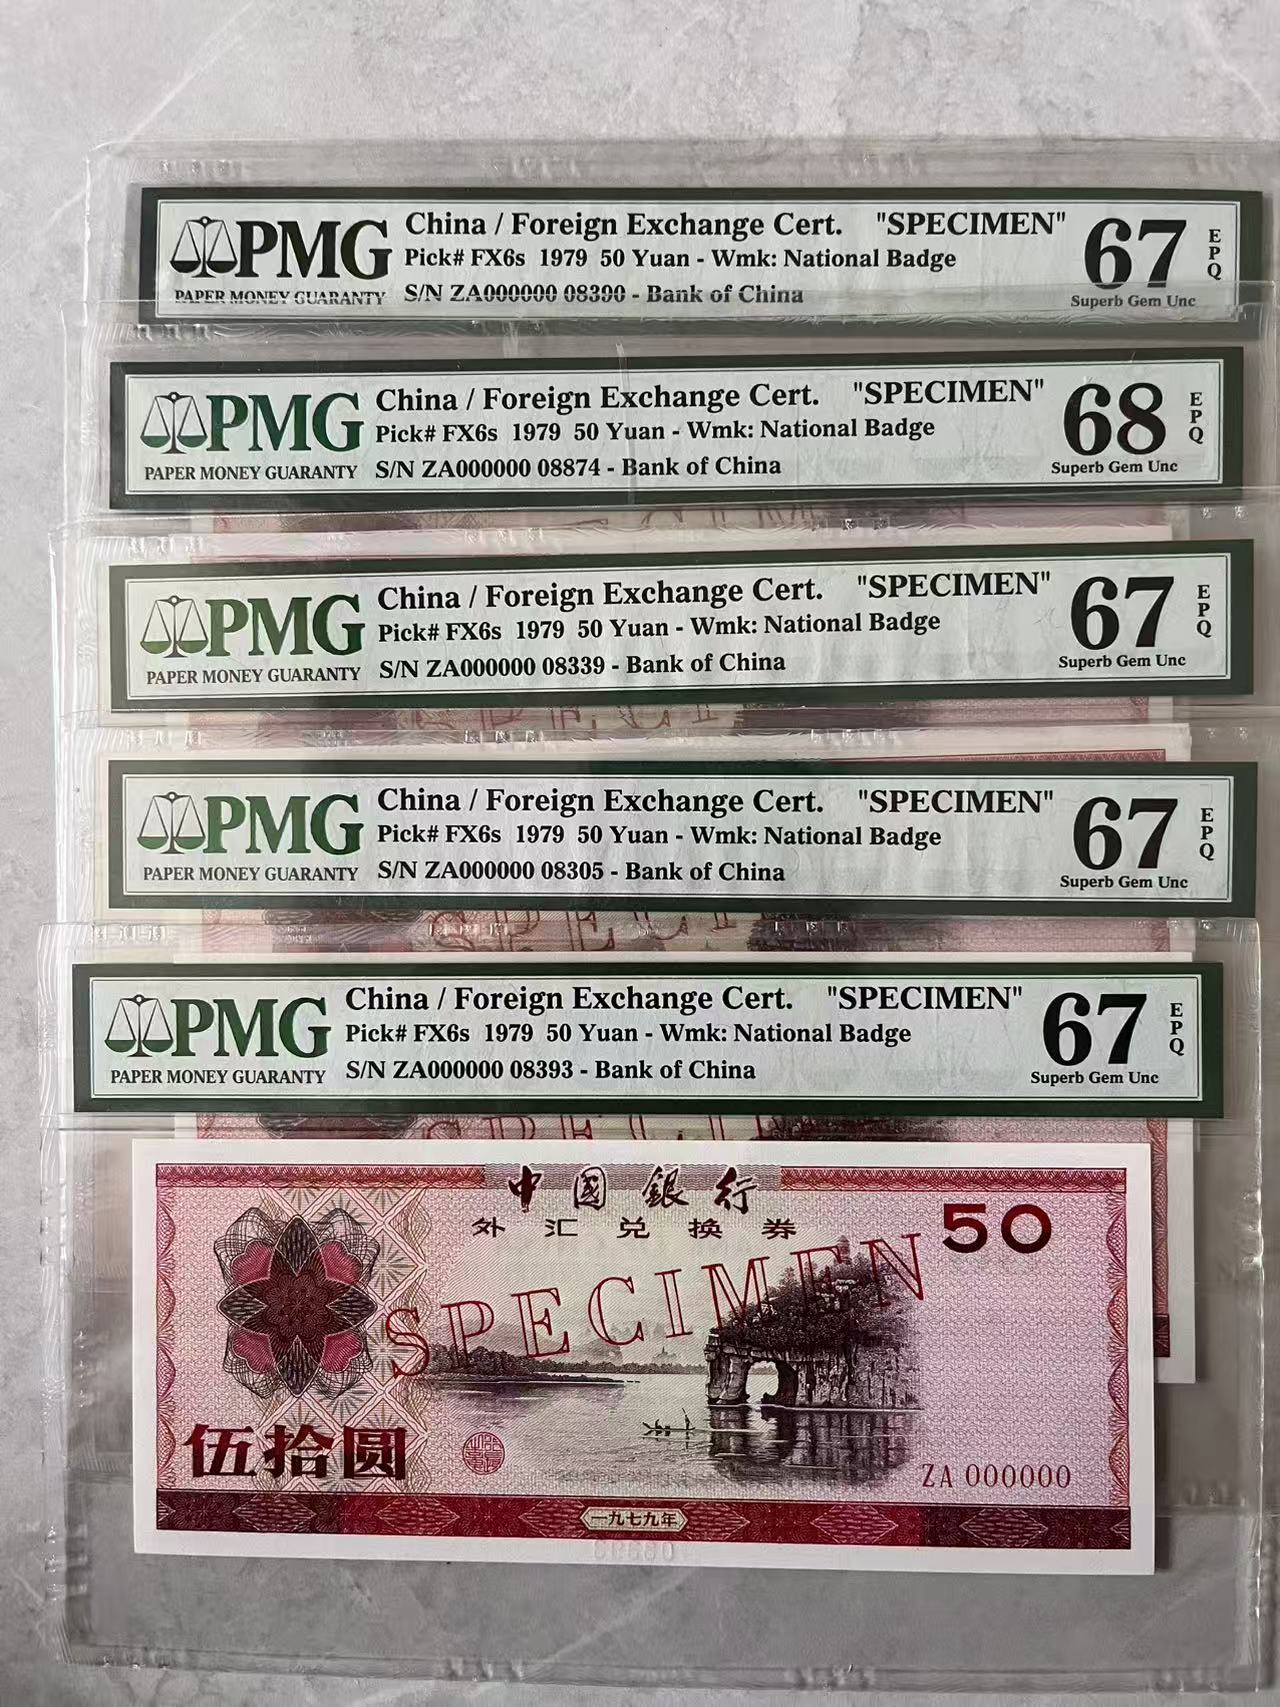 PMG
PAPER MONEY GUARANTY
China / Foreign Exchange Cert. "SPECIMEN"
Pick# FX6s 1979 50 Yuan - Wmk: National Badge
S/N ZA000000 08390 - Bank of China
67
EPQ
Superb Gem Unc
PMG
PAPER MONEY GUARANTY
China / Foreign Exchange Cert. "SPECIMEN"
Pick# FX6s 1979 50 Yuan - Wmk: National Badge
S/N ZA000000 08874 - Bank of China
68
EPQ
Superb Gem Unc
PMG
PAPER MONEY GUARANTY
China / Foreign Exchange Cert. "SPECIMEN"
Pick# FX6s 1979 50 Yuan - Wmk: National Badge
S/N ZA000000 08339 - Bank of China
67
EPQ
Superb Gem Unc
PMG
PAPER MONEY GUARANTY
China / Foreign Exchange Cert. "SPECIMEN"
Pick# FX6s 1979 50 Yuan - Wmk: National Badge
S/N ZA000000 08305 - Bank of China
67
EPQ
Superb Gem Unc
PMG
PAPER MONEY GUARANTY
China / Foreign Exchange Cert. "SPECIMEN"
Pick# FX6s 1979 50 Yuan - Wmk: National Badge
S/N ZA000000 08393 - Bank of China
67
EPQ
Superb Gem Unc
中國銀行
外汇兑换券
50
SPECIMEN
伍拾圆
ZA 000000
一九七九年